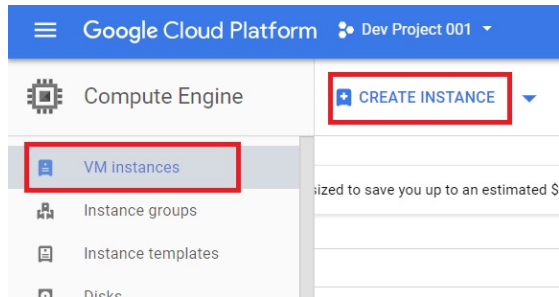 Google Cloud Platform Dev Project 001
Compute Engine CREATE INSTANCE
VM instances
sized to save you up to an estimated $
Instance groups
Instance templates
Disks